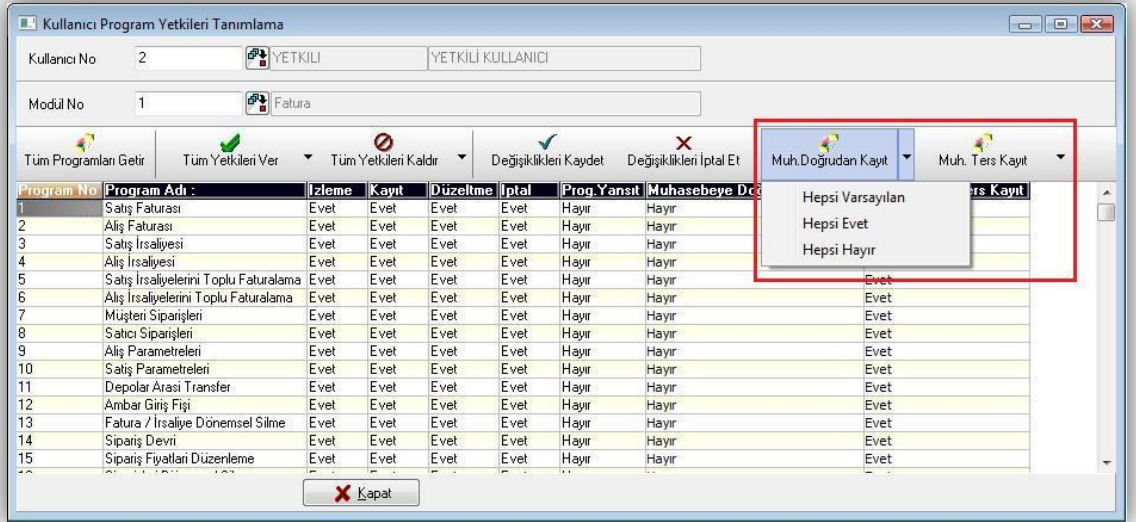 Kullanıcı Program Yetkileri Tanımlama
Kullanıcı No 2 YETKILI YETKİLİ KULLANICI
Modül No 1 Fatura
Tüm Programları Getir Tüm Yetkileri Ver Tüm Yetkileri Kaldır Değişiklikleri Kaydet Değişiklikleri İptal Et Muh.Doğrudan Kayıt Muh. Ters Kayıt
Program No Program Adı : Izleme Kayıt Düzeltme Iptal Prog.Yansıt Muhasebeye Ters Kayıt
Hepsi Varsayılan
Hepsi Evet
Hepsi Hayır
1 Satış Faturası Evet Evet Evet Evet Hayır Hayır
2 Aliş Faturası Evet Evet Evet Evet Hayır Hayır
3 Satış İrsaliyesi Evet Evet Evet Evet Hayır Hayır
4 Aliş İrsaliyesi Evet Evet Evet Evet Hayır Hayır
5 Satış İrsaliyelerini Toplu Faturalama Evet Evet Evet Evet Hayır Hayır Evet
6 Alış İrsaliyelerini Toplu Faturalama Evet Evet Evet Evet Hayır Hayır Evet
7 Müşteri Siparişleri Evet Evet Evet Evet Hayır Hayır Evet
8 Satıcı Siparişleri Evet Evet Evet Evet Hayır Hayır Evet
9 Aliş Parametreleri Evet Evet Evet Evet Hayır Hayır Evet
10 Satiş Parametreleri Evet Evet Evet Evet Hayır Hayır Evet
11 Depolar Arasi Transfer Evet Evet Evet Evet Hayır Hayır Evet
12 Ambar Giriş Fişi Evet Evet Evet Evet Hayır Hayır Evet
13 Fatura / İrsaliye Dönemsel Silme Evet Evet Evet Evet Hayır Hayır Evet
14 Sipariş Devri Evet Evet Evet Evet Hayır Hayır Evet
15 Sipariş Fiyatlari Düzenleme Evet Evet Evet Evet Hayır Hayır Evet
Kapat